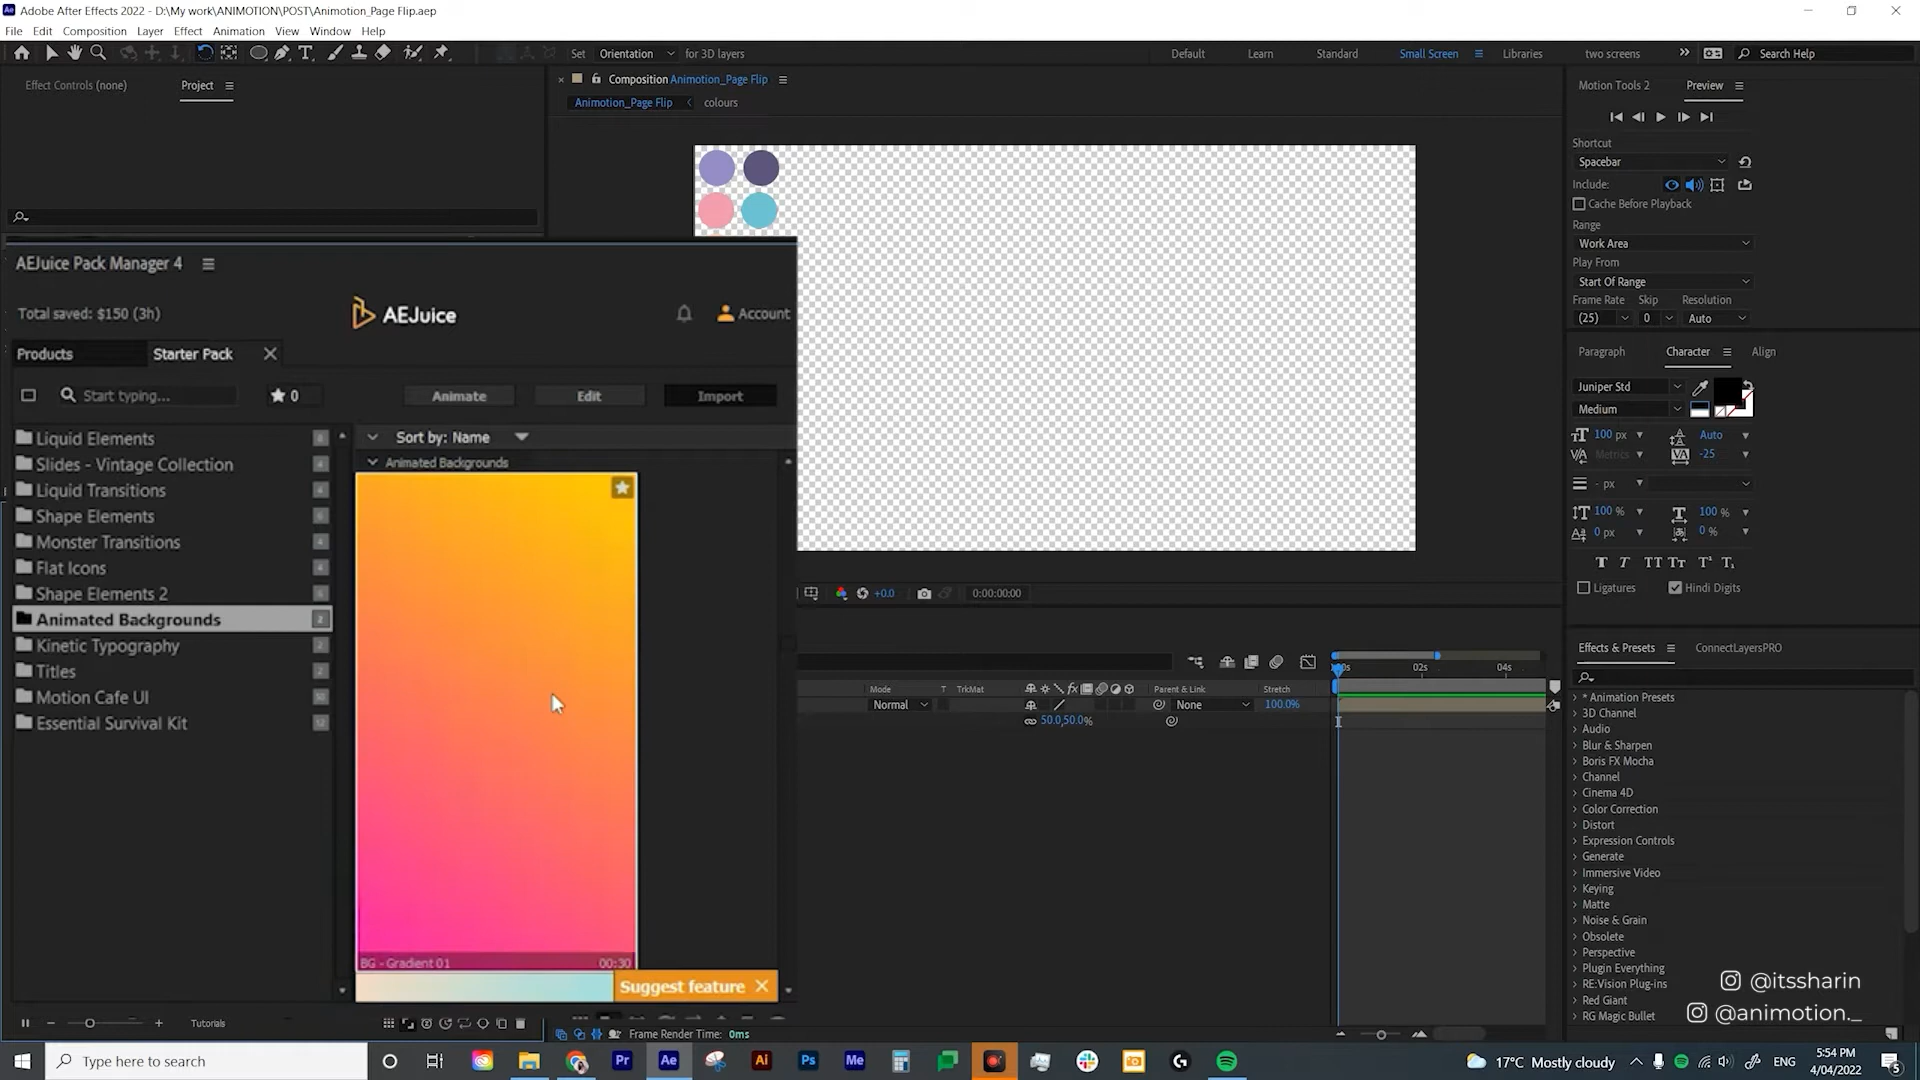 Adobe After Effects 2022 - D:\My work\ANIMOTION\POST\Animotion_Page Flip.aep
File Edit Composition Layer Effect Animation View Window Help
Set Orientation for 3D layers Default Learn Standard Small Screen Libraries two screens Search Help
Effect Controls (none) Project
Composition Animotion_Page Flip
Animotion_Page Flip colours
Motion Tools 2 Preview
Shortcut
Spacebar
Include:
Cache Before Playback
Range
Work Area
Play From
Start Of Range
Frame Rate Skip Resolution
(25) 0 Auto
Paragraph Character Align
Juniper Std
Medium
100 px Auto
Metrics -25
- px
100 % 100 %
0 px 0 %
Ligatures Hindi Digits
AEJuice Pack Manager 4
Total saved: $150 (3h) AEJuice Account
Products Starter Pack
Start typing... 0 Animate Edit Import
Liquid Elements
Slides - Vintage Collection
Liquid Transitions
Shape Elements
Monster Transitions
Flat Icons
Shape Elements 2
Animated Backgrounds 2
Kinetic Typography 2
Titles 2
Motion Cafe UI
Essential Survival Kit
Sort by: Name
Animated Backgrounds
BG - Gradient 01 00:30
Suggest feature
+0.0 0:00:00:00
Mode T TrkMat Parent & Link Stretch
Normal None 100.0%
50.0,50.0%
02s 04s
Effects & Presets ConnectLayersPRO
* Animation Presets
3D Channel
Audio
Blur & Sharpen
Boris FX Mocha
Channel
Cinema 4D
Color Correction
Distort
Expression Controls
Generate
Immersive Video
Keying
Matte
Noise & Grain
Obsolete
Perspective
Plugin Everything
RE:Vision Plug-ins
Red Giant
RG Magic Bullet
@itssharin
@animotion._
Tutorials
Frame Render Time: 0ms
Type here to search
Pr Ae Ai Ps Me
17°C Mostly cloudy ENG
5:54 PM
4/04/2022
5